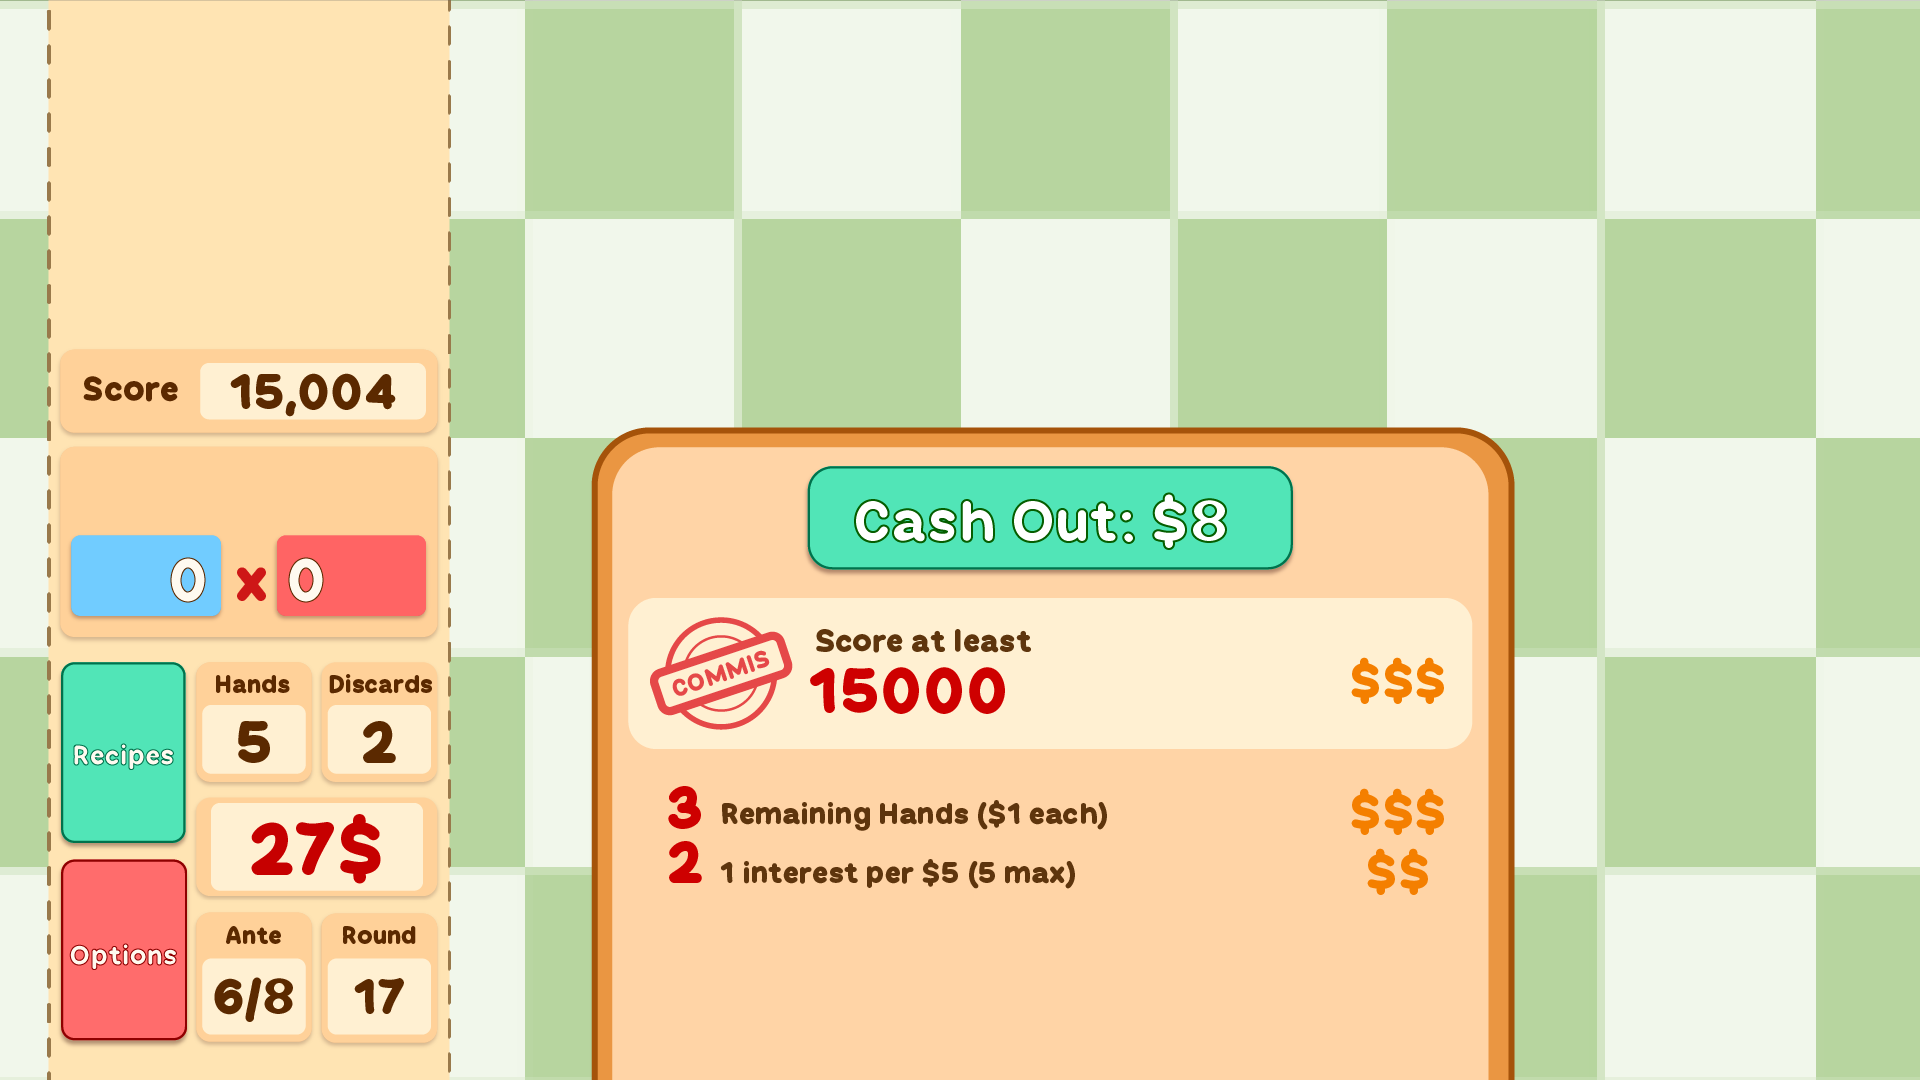 Score 15,004
0 x 0
Recipes
Hands
5
Discards
2
27$
Options
Ante
6/8
Round
17
Cash Out: $8
COMMIS
Score at least
15000
$$$
3 Remaining Hands ($1 each) $$$
2 1 interest per $5 (5 max) $$